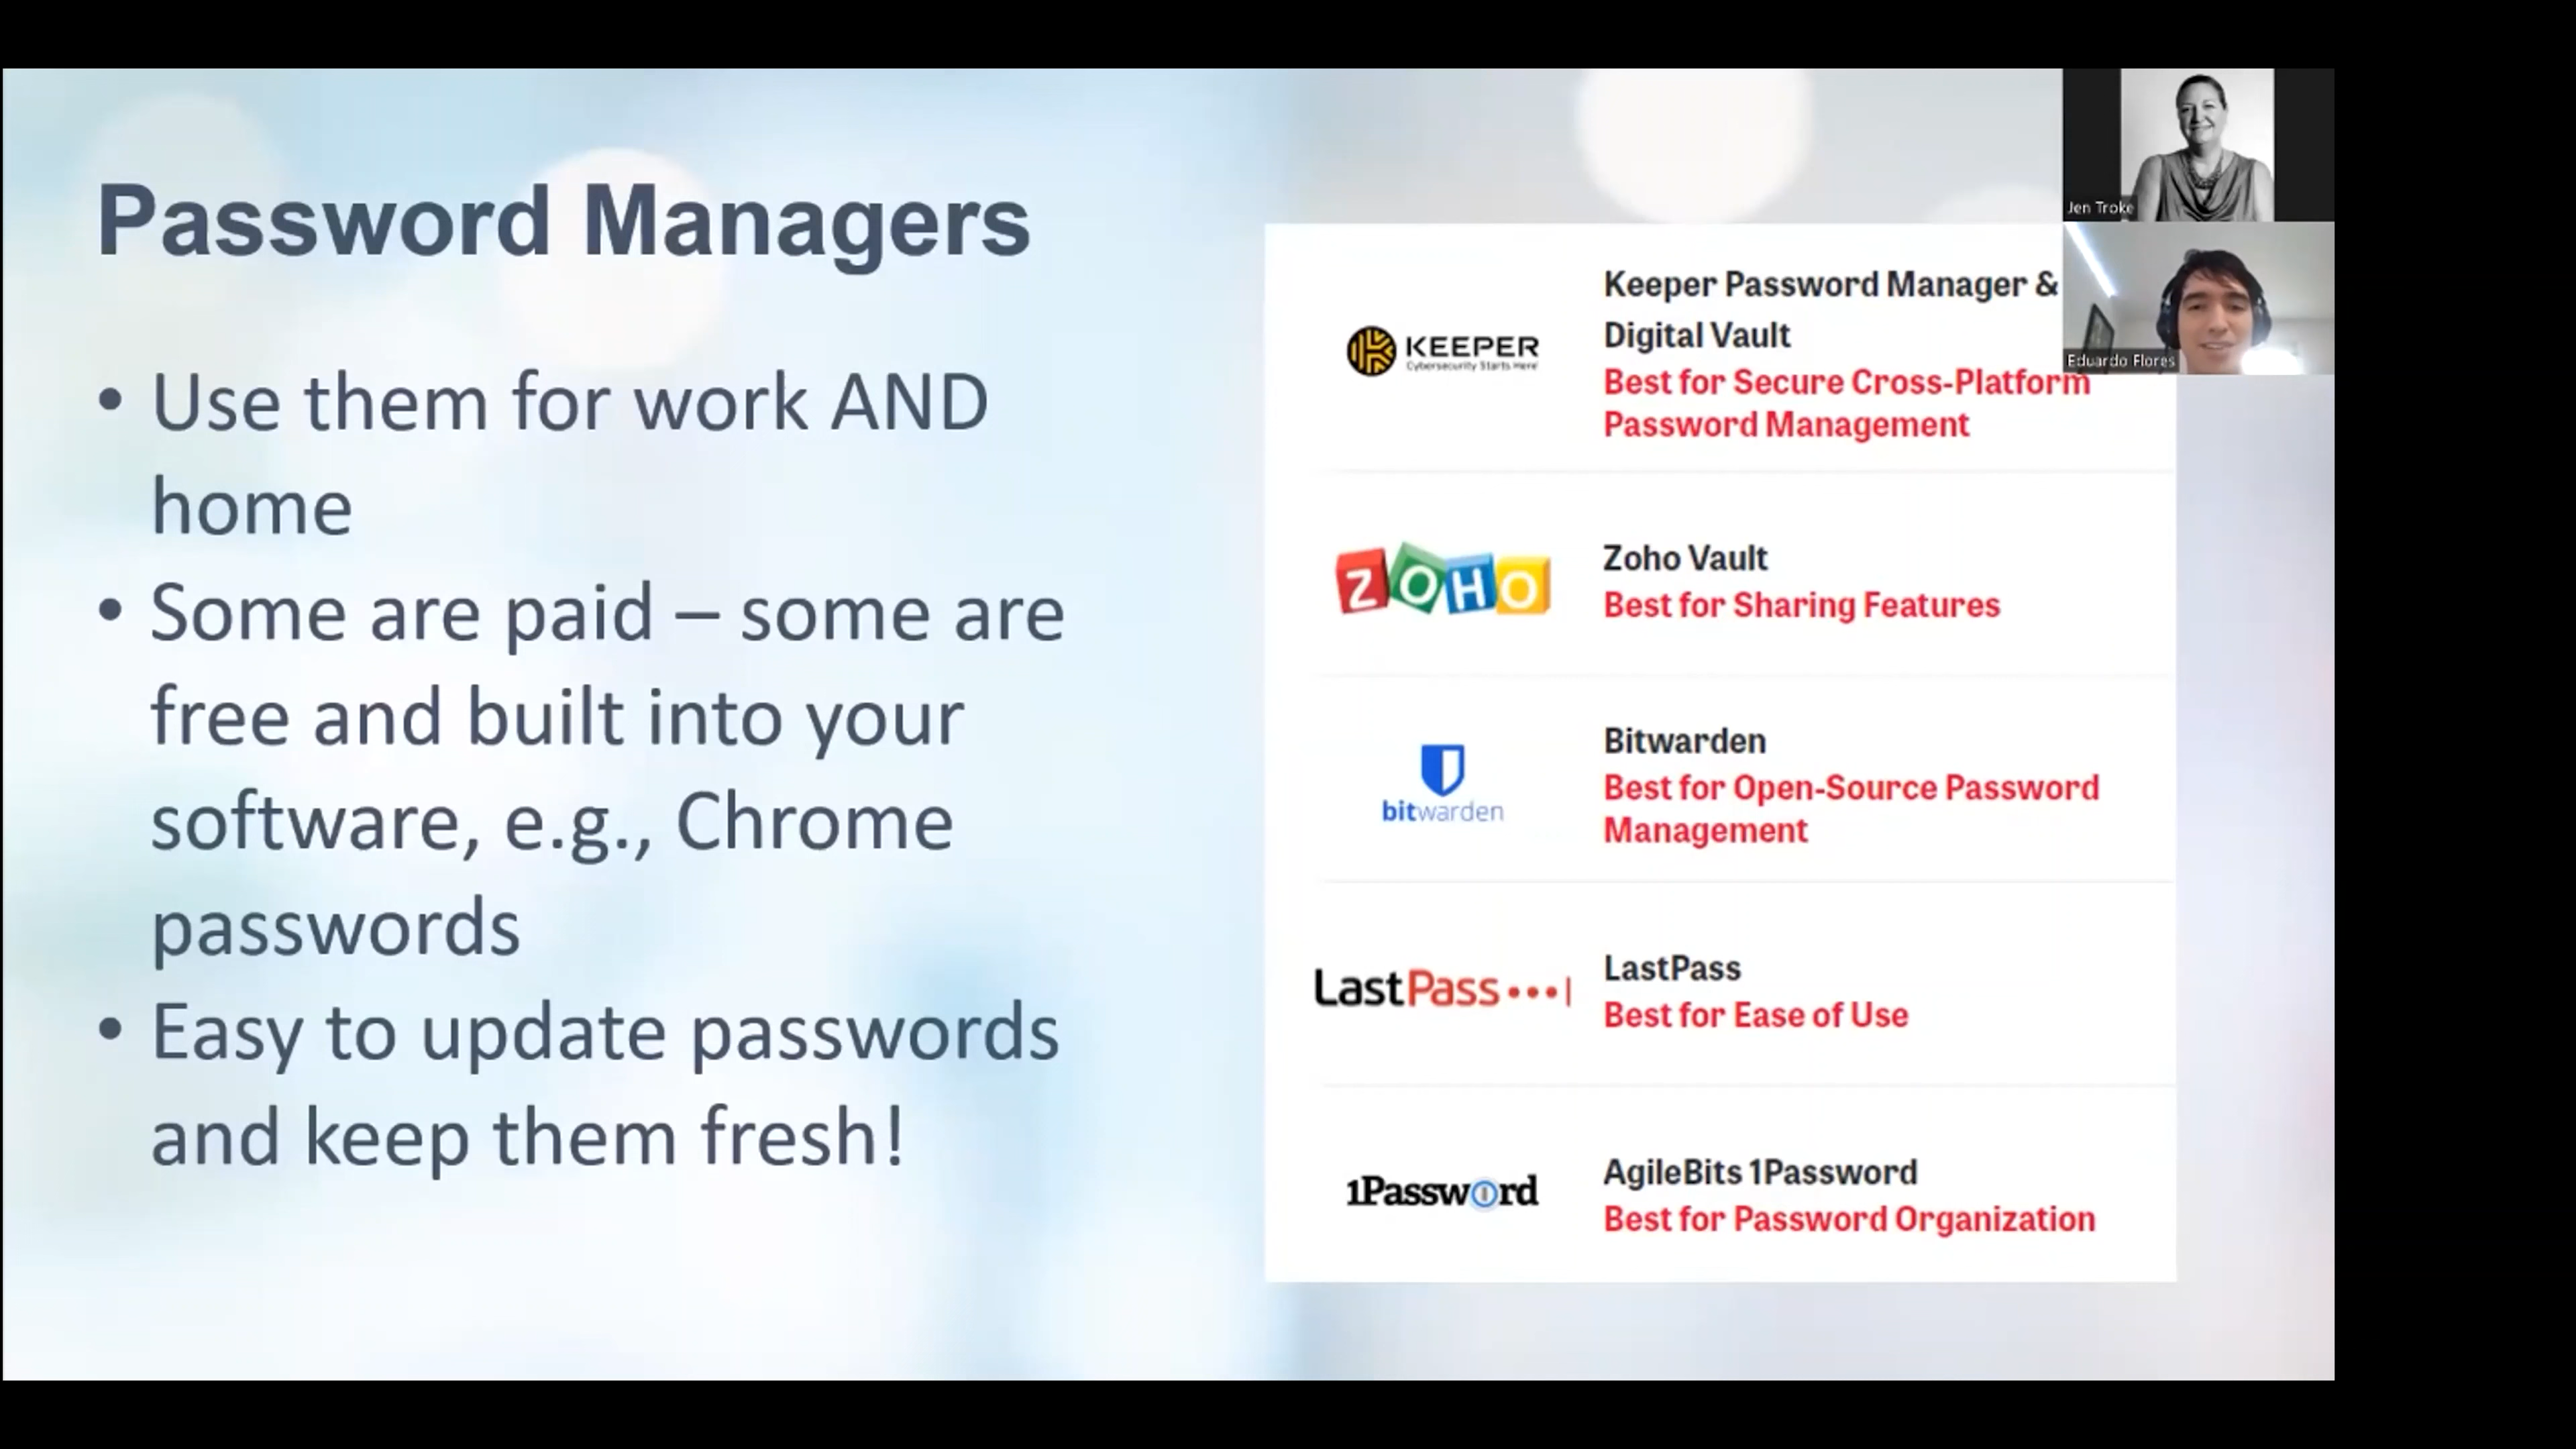 Password Managers
• Use them for work AND
home
• Some are paid – some are
free and built into your
software, e.g., Chrome
passwords
• Easy to update passwords
and keep them fresh!
KEEPER
Cybersecurity Starts Here
Keeper Password Manager &
Digital Vault
Best for Secure Cross-Platform
Password Management
ZOHO
Zoho Vault
Best for Sharing Features
bitwarden
Bitwarden
Best for Open-Source Password
Management
LastPass
LastPass
Best for Ease of Use
1Password
AgileBits 1Password
Best for Password Organization
Jen Troke
Eduardo Flores